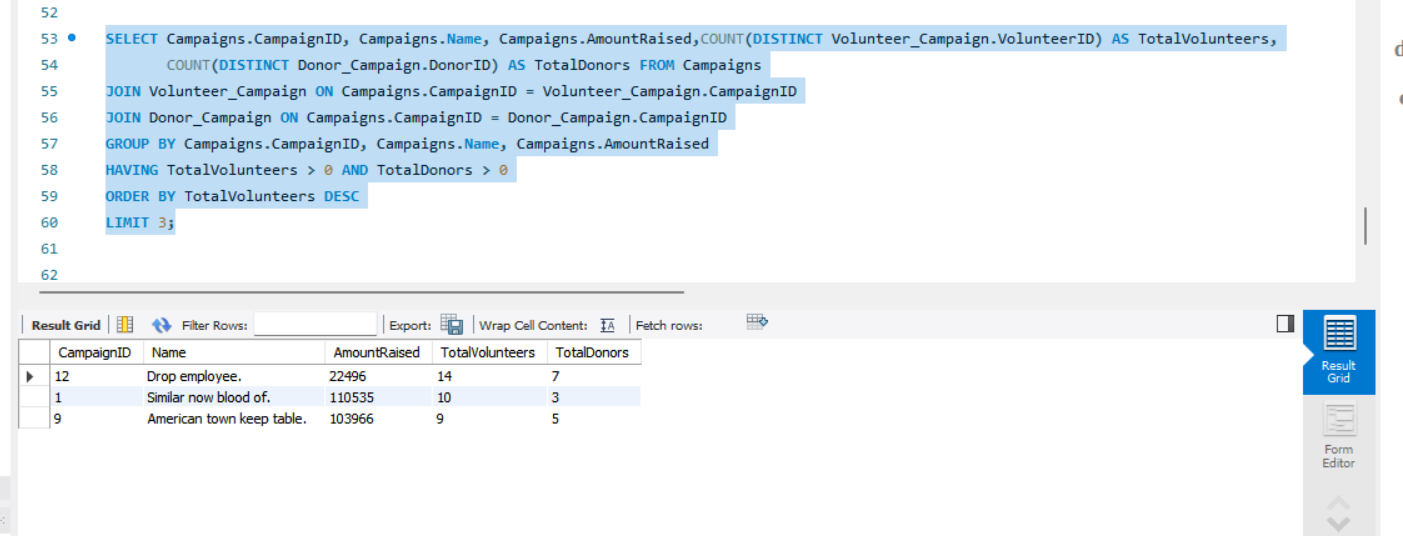 52
53 SELECT Campaigns.CampaignID, Campaigns.Name, Campaigns.AmountRaised,COUNT(DISTINCT Volunteer_Campaign.VolunteerID) AS TotalVolunteers,
54 COUNT(DISTINCT Donor_Campaign.DonorID) AS TotalDonors FROM Campaigns
55 JOIN Volunteer_Campaign ON Campaigns.CampaignID = Volunteer_Campaign.CampaignID
56 JOIN Donor_Campaign ON Campaigns.CampaignID = Donor_Campaign.CampaignID
57 GROUP BY Campaigns.CampaignID, Campaigns.Name, Campaigns.AmountRaised
58 HAVING TotalVolunteers > 0 AND TotalDonors > 0
59 ORDER BY TotalVolunteers DESC
60 LIMIT 3;
61
62
Result Grid Filter Rows: Export: Wrap Cell Content: Fetch rows:
CampaignID Name AmountRaised TotalVolunteers TotalDonors
12 Drop employee. 22496 14 7
1 Similar now blood of. 110535 10 3
9 American town keep table. 103966 9 5
Result
Grid
Form
Editor